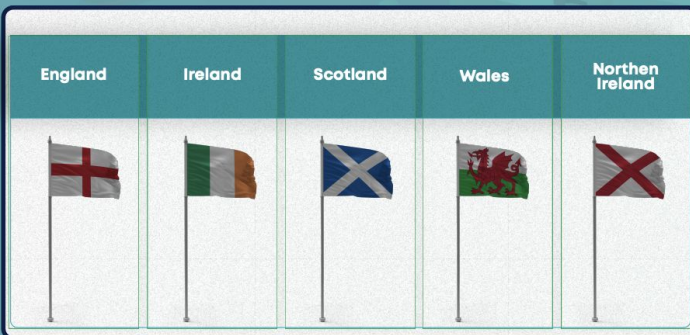 England
Ireland
Scotland
Wales
Northen
Ireland